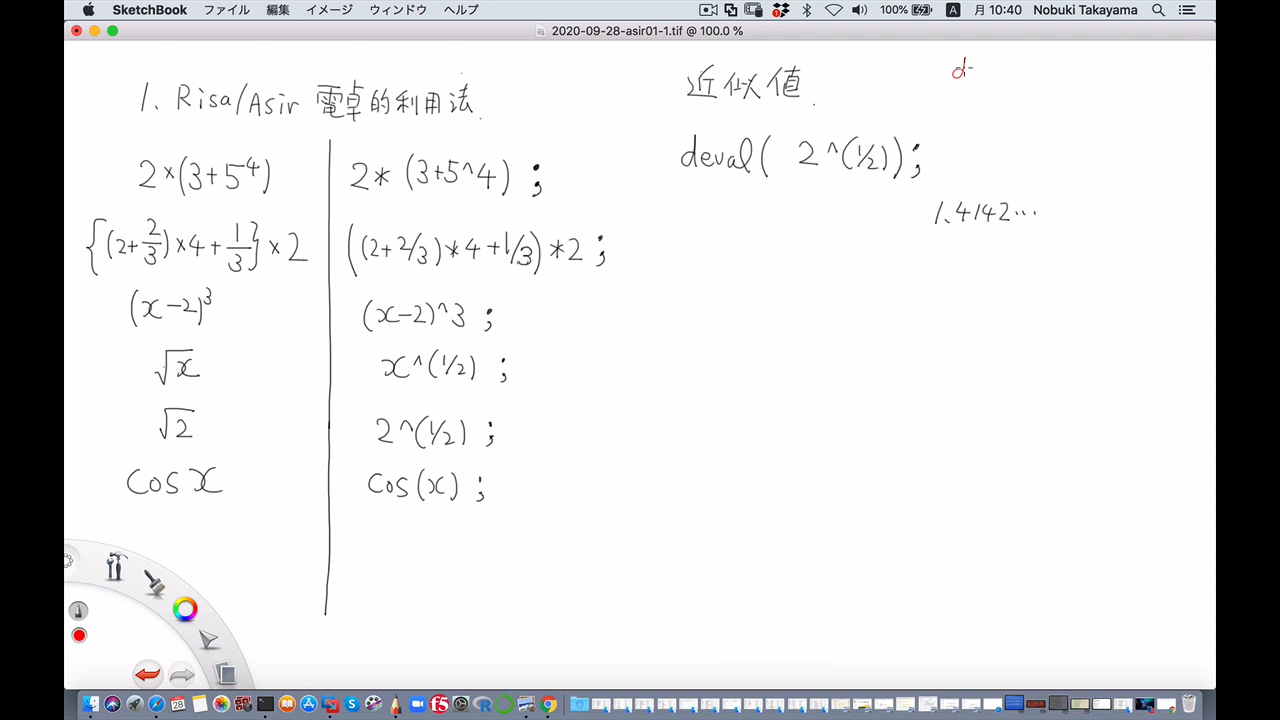 SketchBook ファイル 編集 イメージ ウィンドウ ヘルプ 100% A 月 10:40 Nobuki Takayama
2020-09-28-asir01-1.tif @ 100.0 %
1. Risa/Asir 電卓的利用法.
2×(3+5^4) 2* (3+5^4) ;
{(2+2/3)×4+1/3}×2 ((2+2/3)*4+1/3)*2 ;
(x-2)^3 (x-2)^3 ;
√x x^(1/2) ;
√2 2^(1/2) ;
cos x cos(x) ;
近似値.
d
deval( 2^(1/2));
1.4142...
28
f5